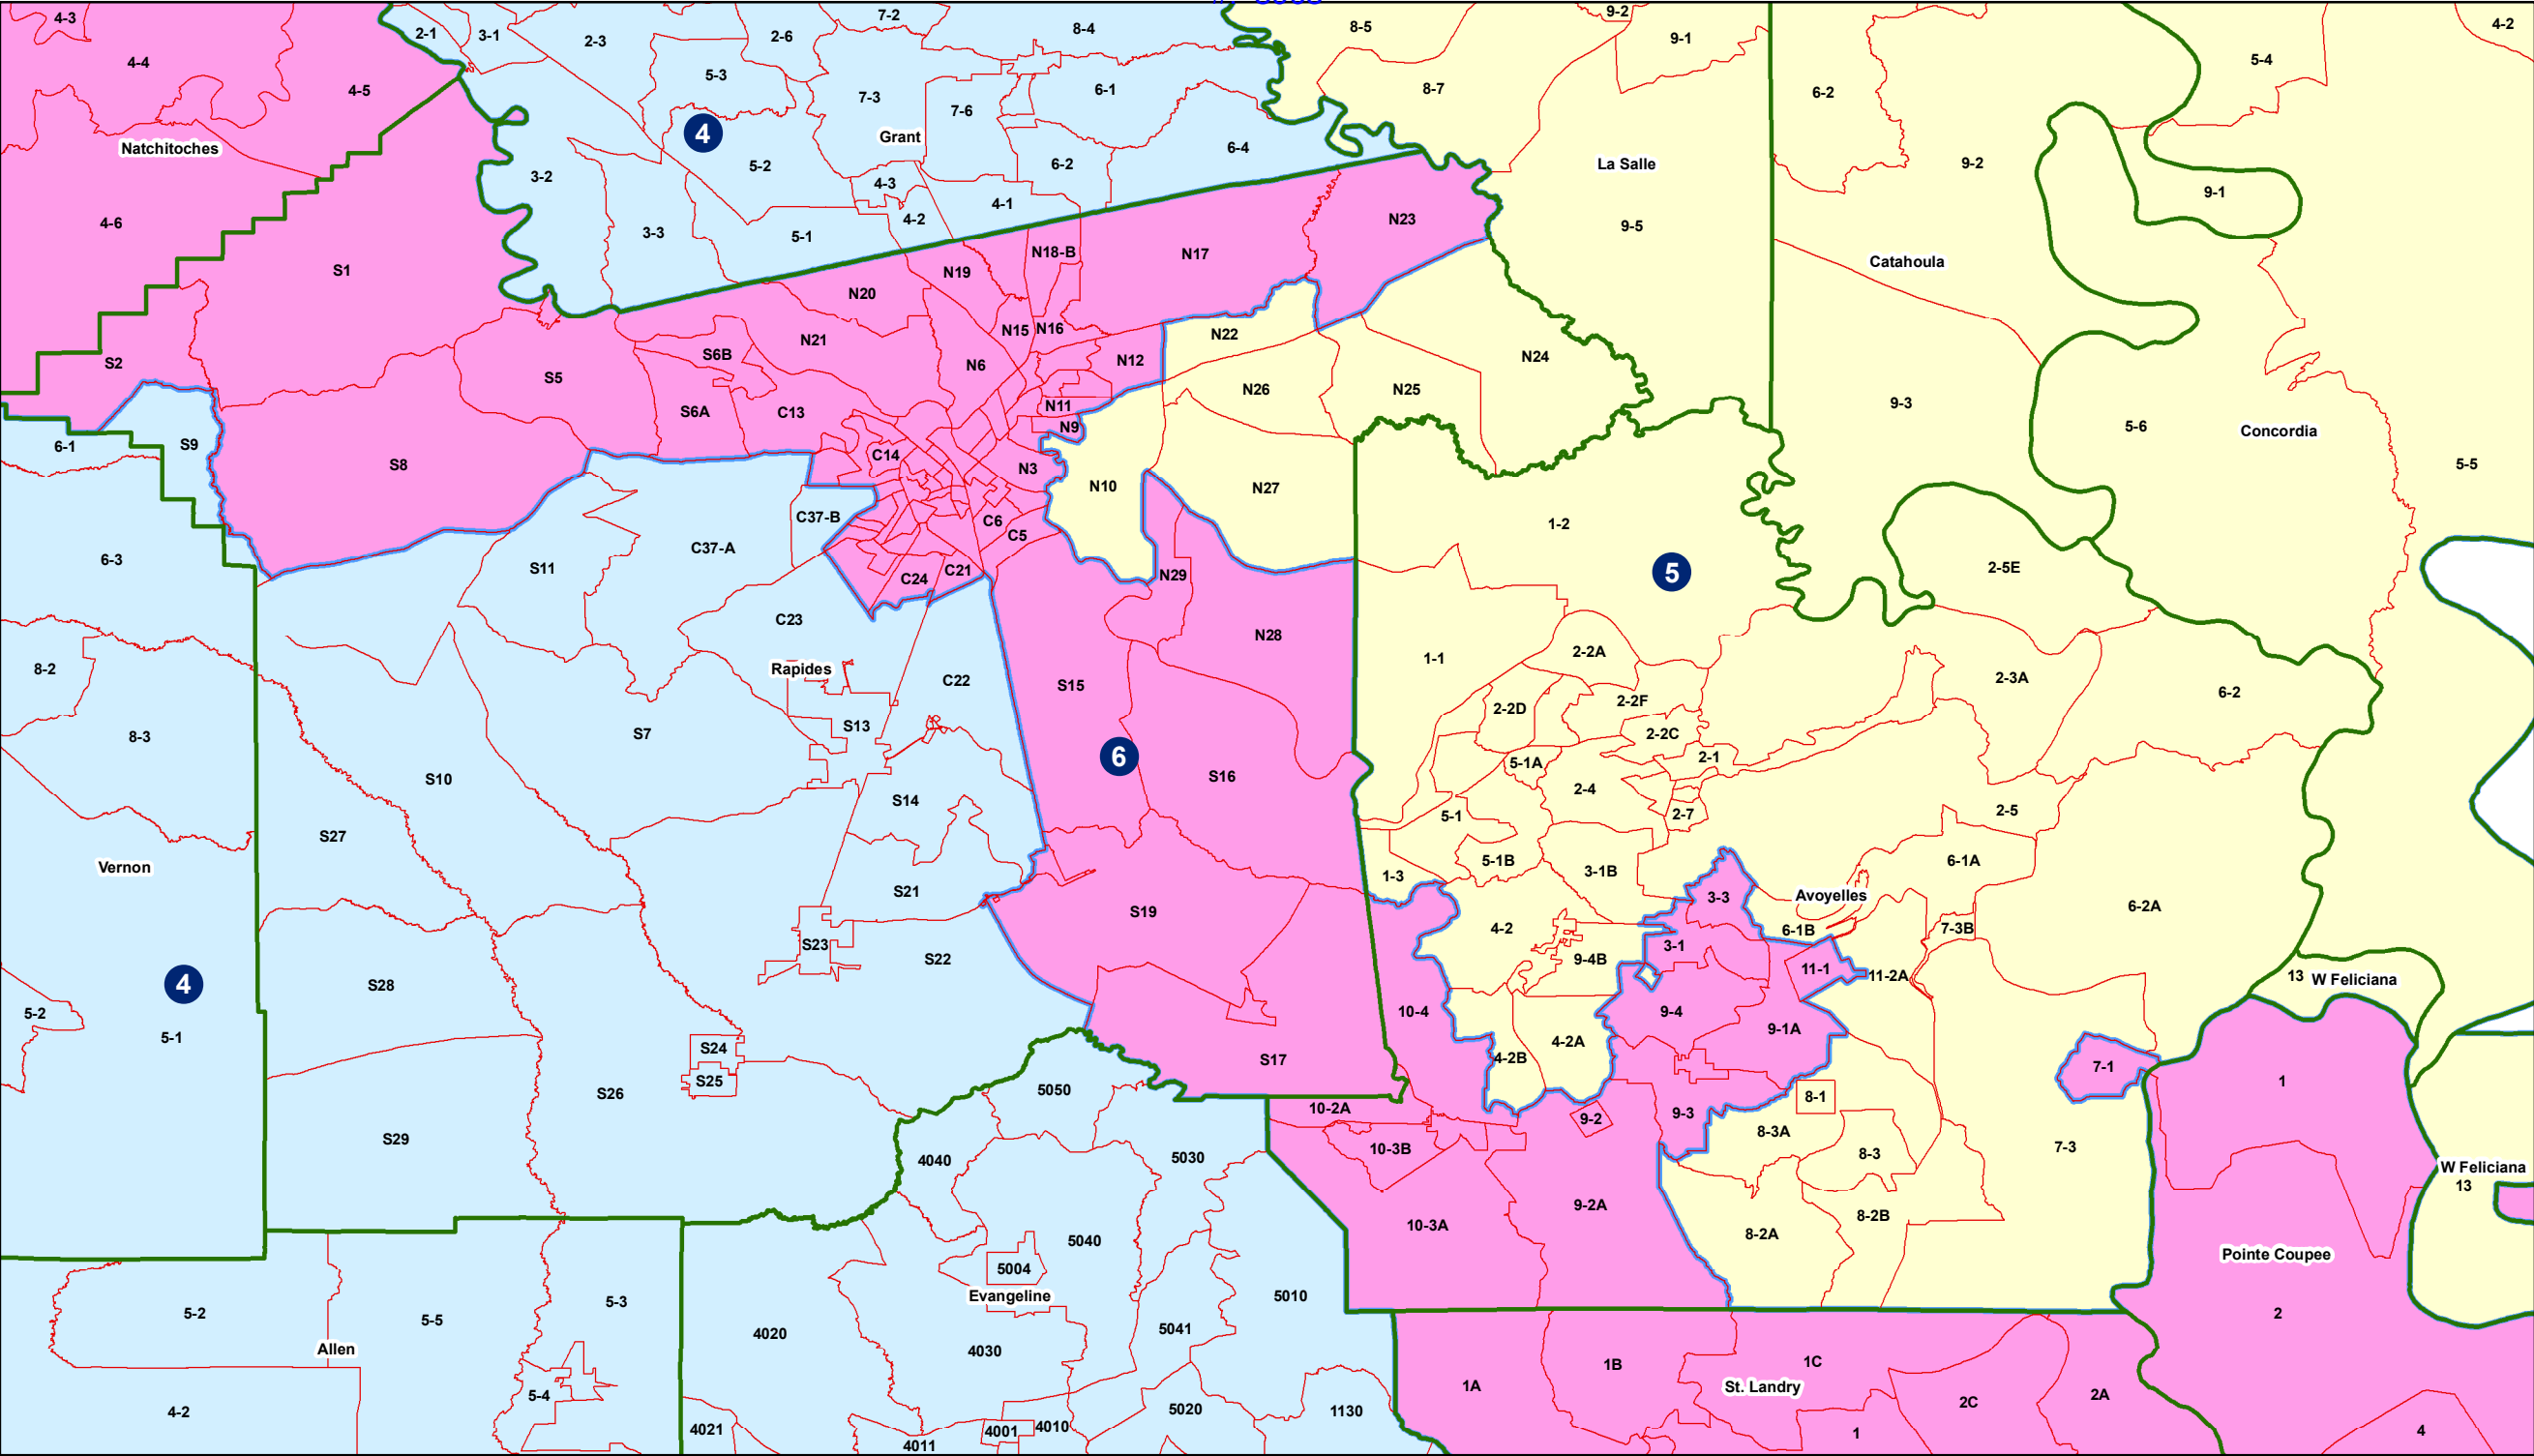 4-3
2-1
3-1
2-3
2-6
7-2
8-4
8-5
9-2
9-1
4-2
4-4
4-5
5-3
7-3
7-6
6-1
8-7
6-2
5-4
Natchitoches
4
Grant
5-2
6-2
6-4
La Salle
9-2
3-2
4-3
4-1
9-1
4-6
3-3
5-1
4-2
N23
9-5
S1
N19
N18-B
N17
Catahoula
N20
S2
N21
N15
N16
N22
S6B
N6
N12
N24
S5
S6A
C13
N11
N26
N25
9-3
5-6
Concordia
6-1
S9
N9
S8
C14
N3
N10
N27
5-5
C37-B
C6
C5
1-2
6-3
S11
C37-A
C24
C21
N29
5
2-5E
C23
N28
8-2
Rapides
C22
S15
1-1
2-2A
2-3A
6-2
8-3
S7
S13
2-2D
2-2F
2-2C
S10
6
S16
5-1A
2-1
S27
S14
2-4
5-1
2-7
2-5
Vernon
S21
1-3
5-1B
3-1B
6-1A
S19
3-3
Avoyelles
6-2A
4
S28
S23
S22
4-2
9-4B
3-1
6-1B
7-3B
11-1
11-2A
13
W Feliciana
5-2
5-1
10-4
9-4
9-1A
S24
S25
S17
4-2B
4-2A
7-1
1
S26
5050
10-2A
9-2
9-3
8-1
S29
4040
5030
10-3B
8-3A
8-3
7-3
W Feliciana
13
10-3A
9-2A
8-2A
8-2B
5040
5004
Evangeline
5010
Pointe Coupee
5-2
5-5
5-3
4020
5041
2
Allen
4030
1B
1C
5-4
1A
St. Landry
2C
2A
4-2
4021
4011
4001
4010
5020
1130
1
4